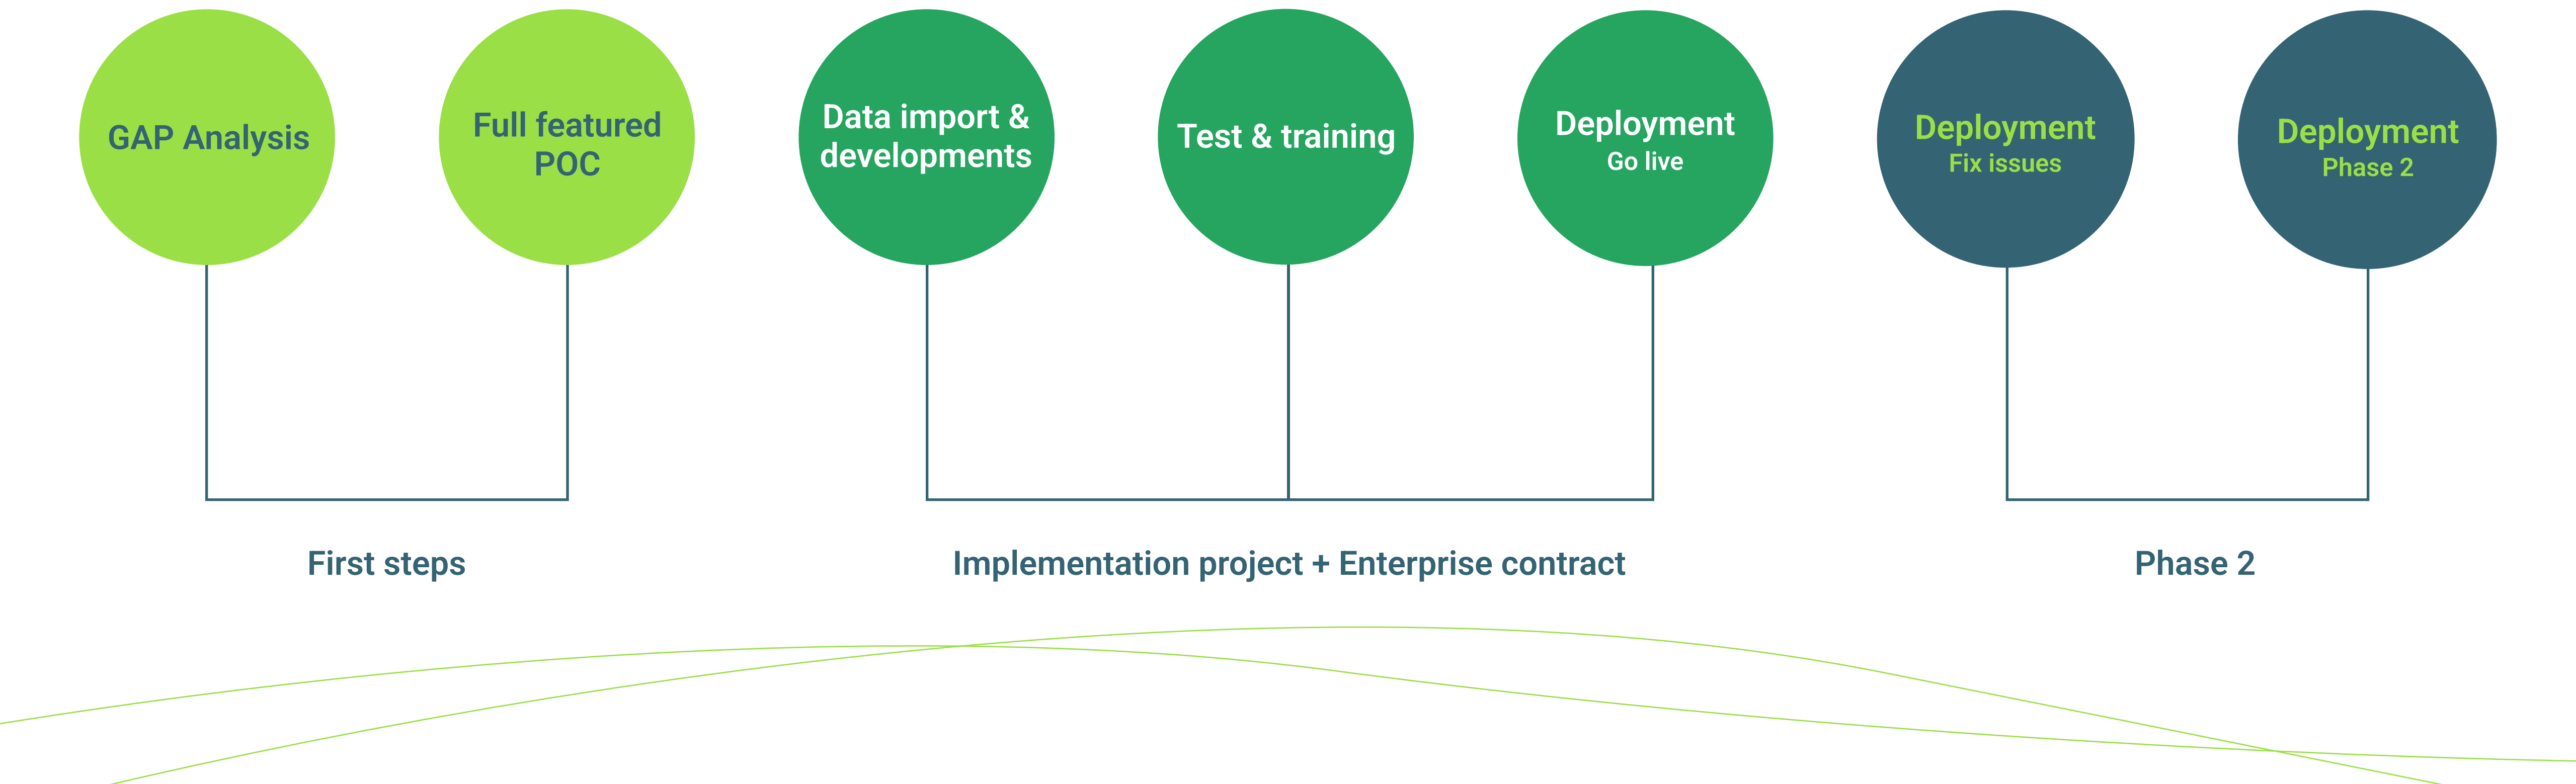 GAP Analysis
Full featured
POC
Data import &
developments
Test & training
Deployment
Go live
Deployment
Fix issues
Deployment
Phase 2
First steps
Implementation project + Enterprise contract
Phase 2